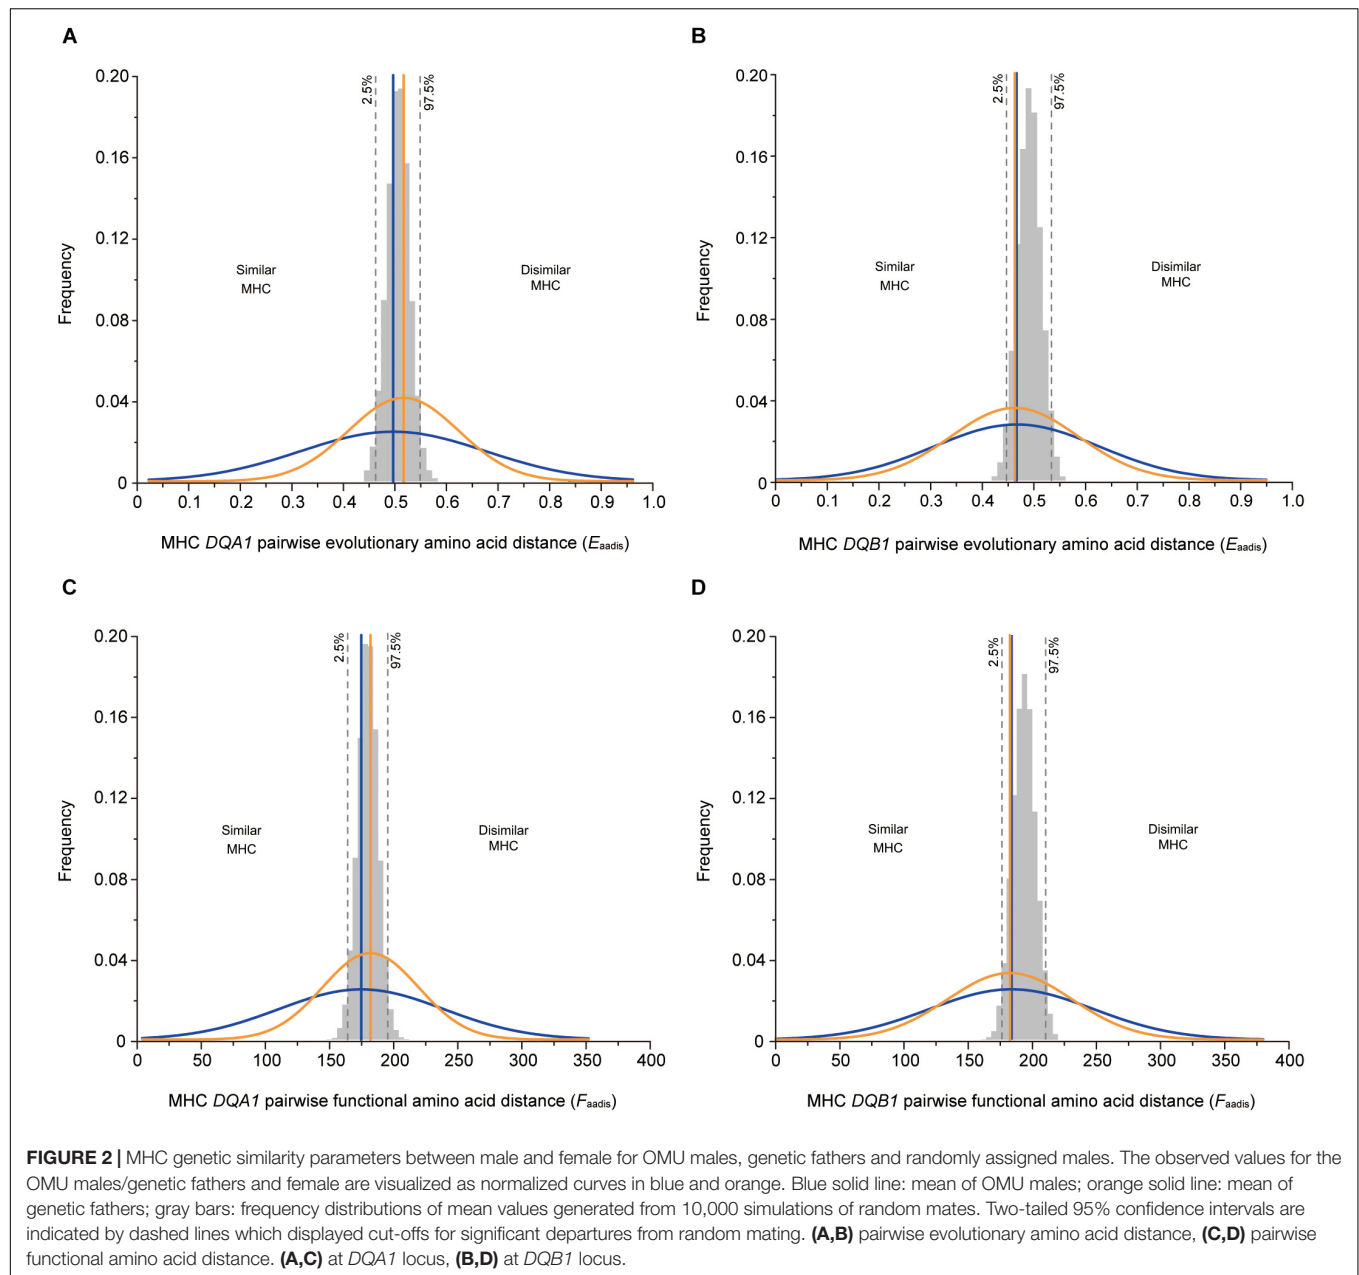 A
0.20
0.16
0.12
0.08
0.04
0
Frequency
2.5%
97.5%
Similar
MHC
Disimilar
MHC
0 0.1 0.2 0.3 0.4 0.5 0.6 0.7 0.8 0.9 1.0
MHC DQA1 pairwise evolutionary amino acid distance (Eaadis)
B
0.20
0.16
0.12
0.08
0.04
0
Frequency
2.5%
97.5%
Similar
MHC
Disimilar
MHC
0 0.1 0.2 0.3 0.4 0.5 0.6 0.7 0.8 0.9 1.0
MHC DQB1 pairwise evolutionary amino acid distance (Eaadis)
C
0.20
0.16
0.12
0.08
0.04
0
Frequency
2.5%
97.5%
Similar
MHC
Disimilar
MHC
0 50 100 150 200 250 300 350 400
MHC DQA1 pairwise functional amino acid distance (Faadis)
D
0.20
0.16
0.12
0.08
0.04
0
Frequency
2.5%
97.5%
Similar
MHC
Disimilar
MHC
0 50 100 150 200 250 300 350 400
MHC DQB1 pairwise functional amino acid distance (Faadis)
FIGURE 2 | MHC genetic similarity parameters between male and female for OMU males, genetic fathers and randomly assigned males. The observed values for the
OMU males/genetic fathers and female are visualized as normalized curves in blue and orange. Blue solid line: mean of OMU males; orange solid line: mean of
genetic fathers; gray bars: frequency distributions of mean values generated from 10,000 simulations of random mates. Two-tailed 95% confidence intervals are
indicated by dashed lines which displayed cut-offs for significant departures from random mating. (A,B) pairwise evolutionary amino acid distance, (C,D) pairwise
functional amino acid distance. (A,C) at DQA1 locus, (B,D) at DQB1 locus.